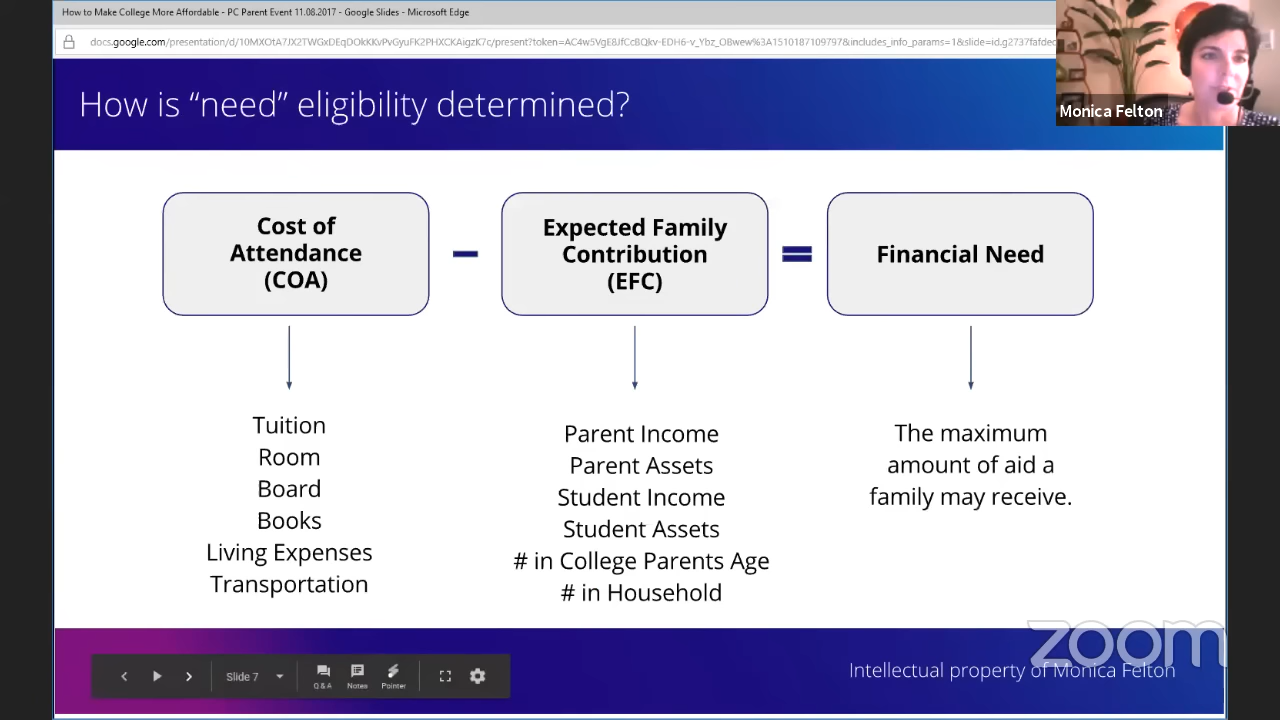 How to Make College More Affordable - PC Parent Event 11.08.2017 - Google Slides - Microsoft Edge
Monica Felton
How is “need” eligibility determined?
Cost of
Attendance
(COA)
–
Expected Family
Contribution
(EFC)
=
Financial Need
Tuition
Room
Board
Books
Living Expenses
Transportation
Parent Income
Parent Assets
Student Income
Student Assets
# in College Parents Age
# in Household
The maximum
amount of aid a
family may receive.
zoom
Slide 7
Q & A
Notes
Pointer
Intellectual property of Monica Felton